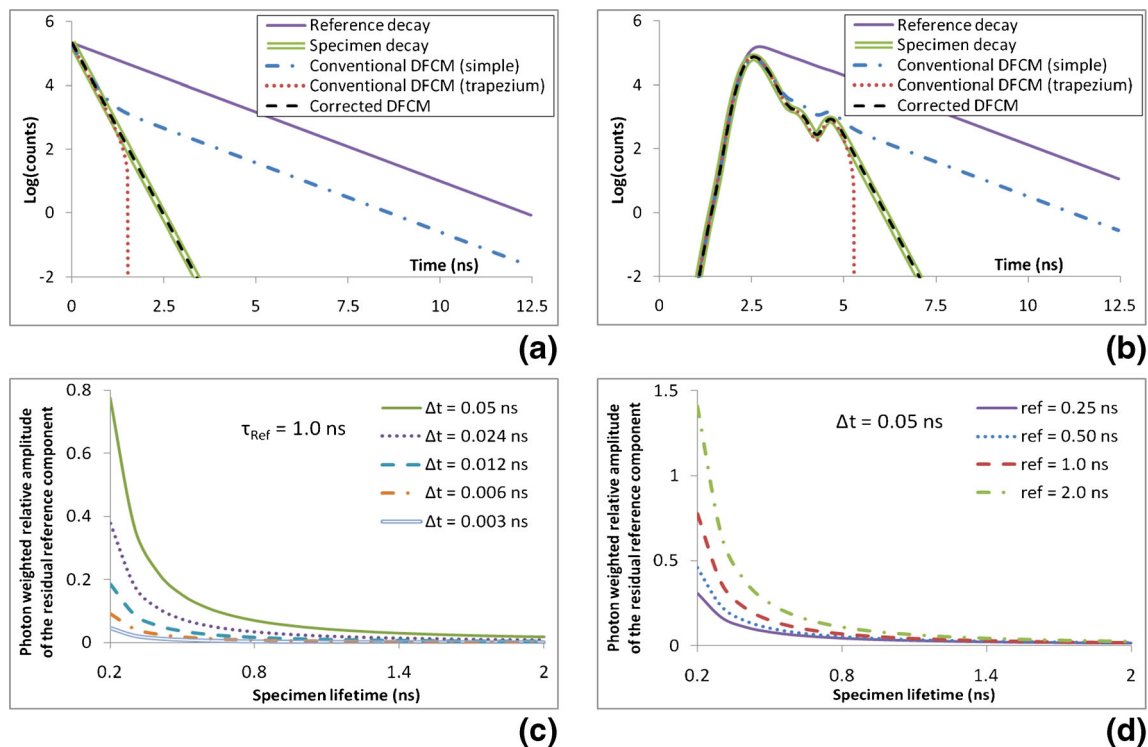 Reference decay
Specimen decay
Conventional DFCM (simple)
Conventional DFCM (trapezium)
Corrected DFCM
Log(counts)
6
4
2
0
-2
Time (ns)
0
2.5
5
7.5
10
12.5
(a)
Reference decay
Specimen decay
Conventional DFCM (simple)
Conventional DFCM (trapezium)
Corrected DFCM
Log(counts)
6
4
2
0
-2
Time (ns)
0
2.5
5
7.5
10
12.5
(b)
Photon weighted relative amplitude
of the residual reference component
0.8
0.6
0.4
0.2
0
τRef = 1.0 ns
Δt = 0.05 ns
Δt = 0.024 ns
Δt = 0.012 ns
Δt = 0.006 ns
Δt = 0.003 ns
0.2
0.8
1.4
2
Specimen lifetime (ns)
(c)
Photon weighted relative amplitude
of the residual reference component
1.5
1
0.5
0
Δt = 0.05 ns
ref = 0.25 ns
ref = 0.50 ns
ref = 1.0 ns
ref = 2.0 ns
0.2
0.8
1.4
2
Specimen lifetime (ns)
(d)